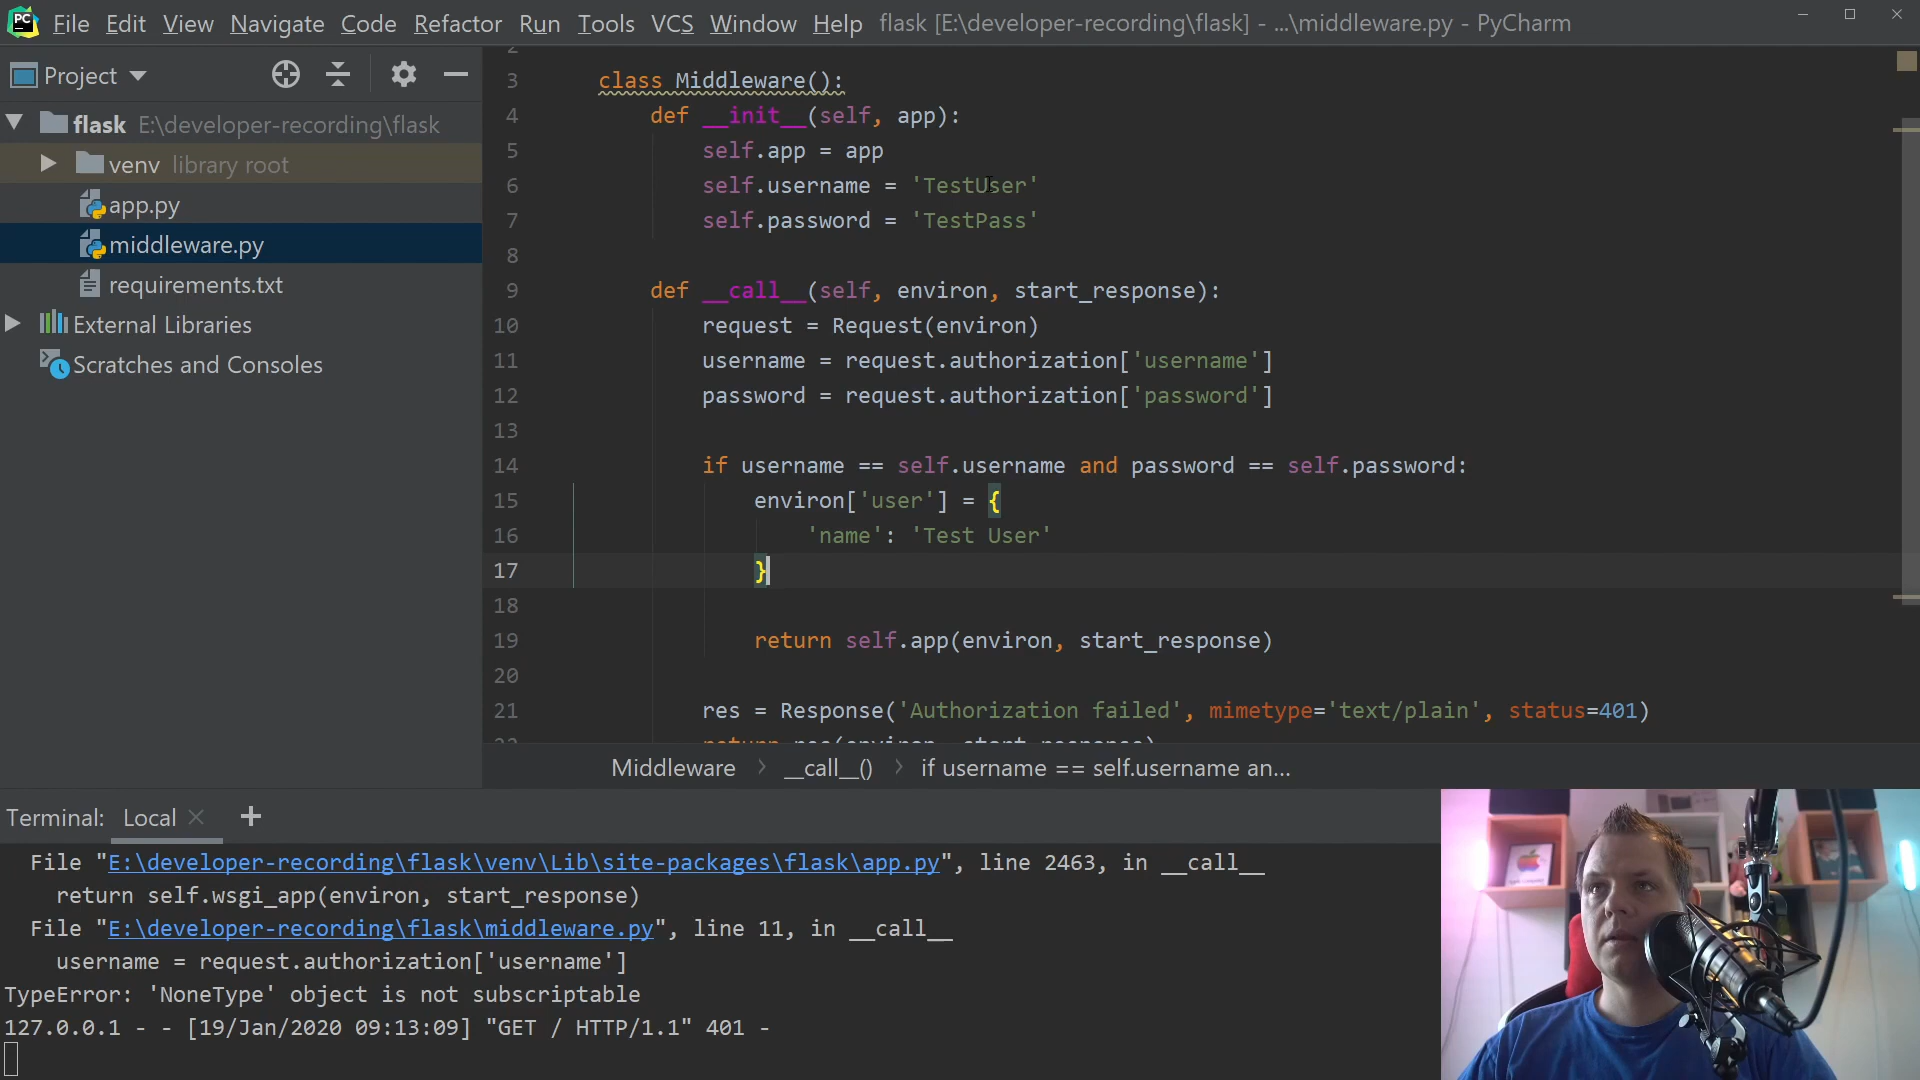 PC File Edit View Navigate Code Refactor Run Tools VCS Window Help flask [E:\developer-recording\flask] - ...\middleware.py - PyCharm
Project
flask E:\developer-recording\flask
venv library root
app.py
middleware.py
requirements.txt
External Libraries
Scratches and Consoles
2
3 class Middleware():
4 def __init__(self, app):
5 self.app = app
6 self.username = 'TestUser'
7 self.password = 'TestPass'
8
9 def __call__(self, environ, start_response):
10 request = Request(environ)
11 username = request.authorization['username']
12 password = request.authorization['password']
13
14 if username == self.username and password == self.password:
15 environ['user'] = {
16 'name': 'Test User'
17 }
18
19 return self.app(environ, start_response)
20
21 res = Response('Authorization failed', mimetype='text/plain', status=401)
22 return res(environ, start_response)
Middleware > __call__() > if username == self.username an...
Terminal: Local × +
File "E:\developer-recording\flask\venv\Lib\site-packages\flask\app.py", line 2463, in __call__
return self.wsgi_app(environ, start_response)
File "E:\developer-recording\flask\middleware.py", line 11, in __call__
username = request.authorization['username']
TypeError: 'NoneType' object is not subscriptable
127.0.0.1 - - [19/Jan/2020 09:13:09] "GET / HTTP/1.1" 401 -